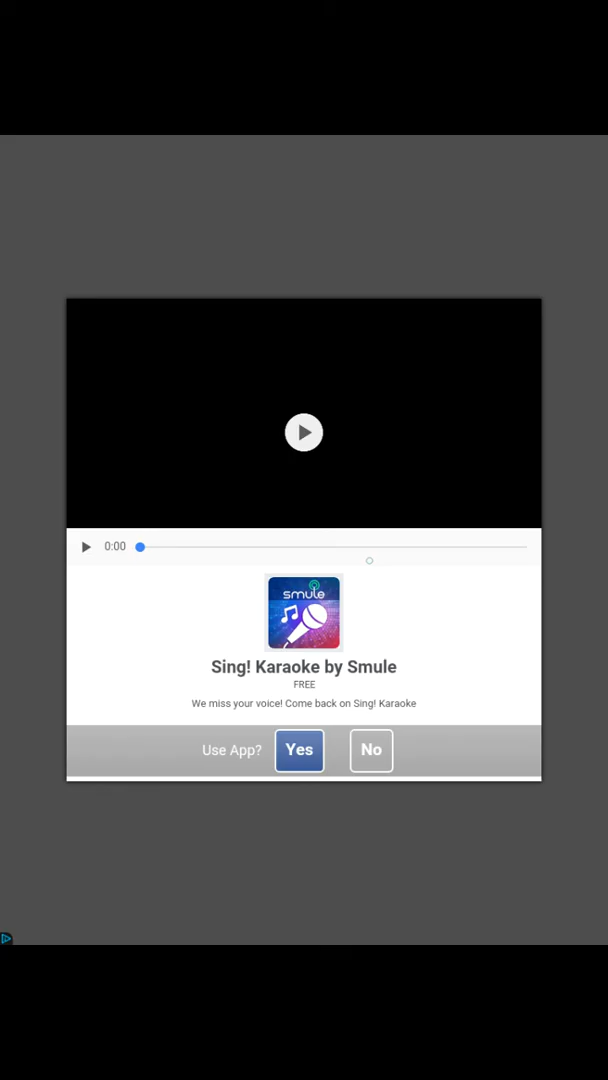 0:00
smule
Sing! Karaoke by Smule
FREE
We miss your voice! Come back on Sing! Karaoke
Use App? Yes No